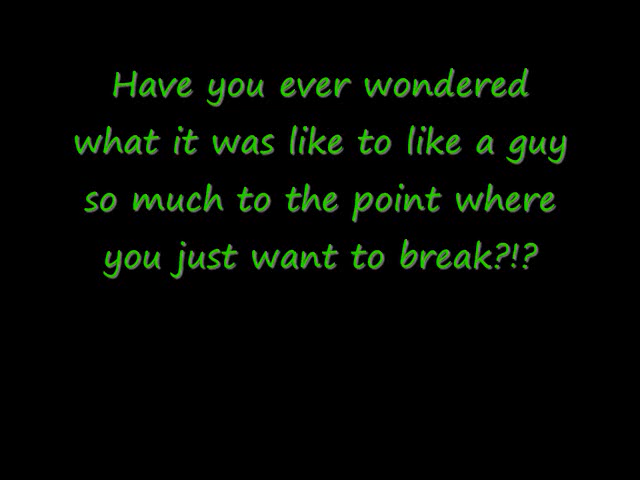 Have you ever wondered
what it was like to like a guy
so much to the point where
you just want to break?!?